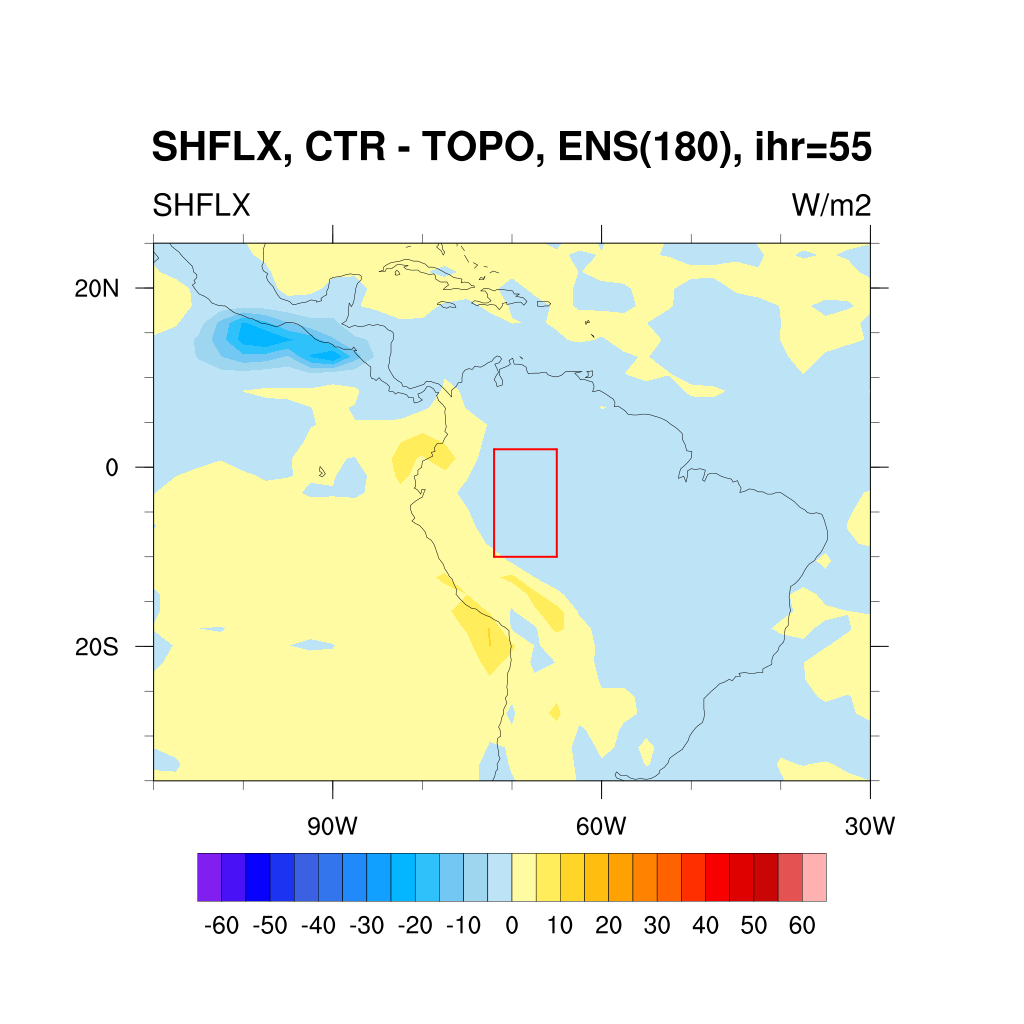 SHFLX, CTR - TOPO, ENS(180), ihr=55
SHFLX W/m2
20N
0
20S
90W 60W 30W
-60 -50 -40 -30 -20 -10 0 10 20 30 40 50 60